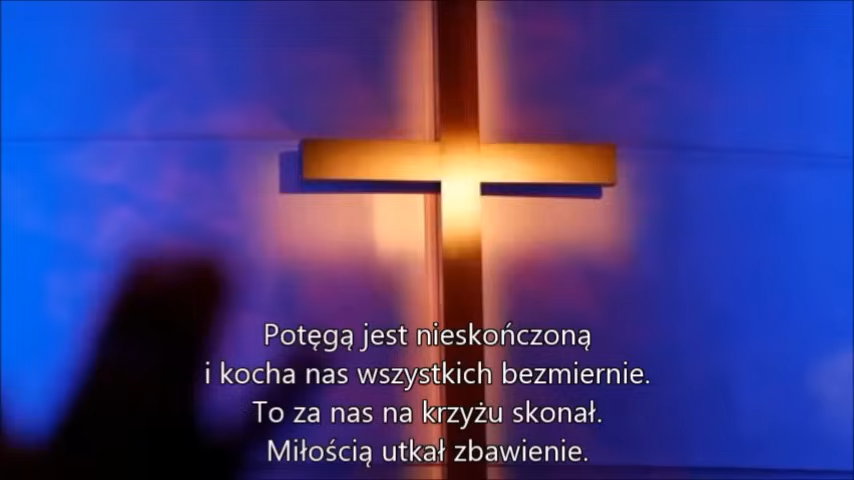 Potęgą jest nieskończoną
i kocha nas wszystkich bezmiernie.
To za nas na krzyżu skonał.
Miłością utkał zbawienie.